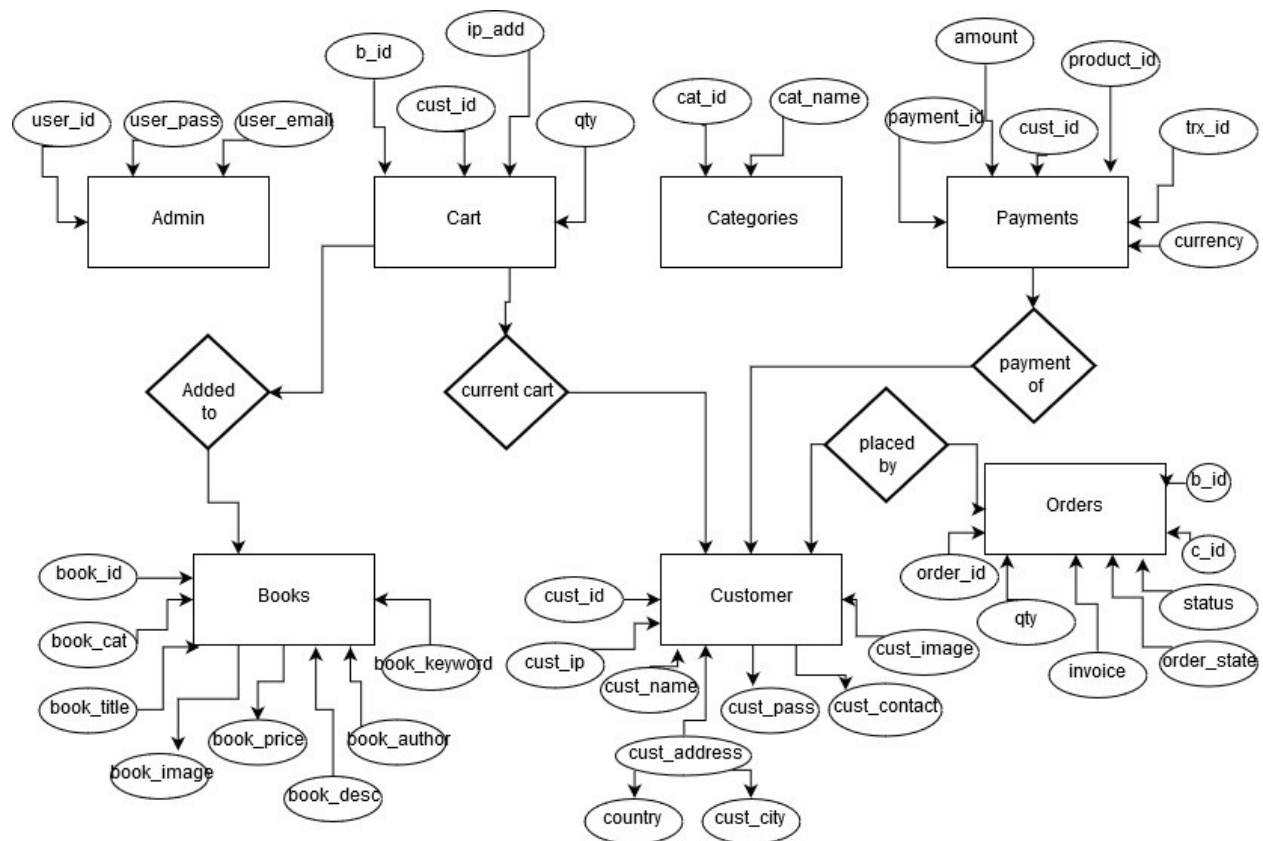 ip_add
amount
b_id
product_id
cat_id
cat_name
cust_id
user_id
user_pass
user_email
qty
payment_id
cust_id
trx_id
Admin
Cart
Categories
Payments
currency
Added
to
current cart
payment
of
placed
by
b_id
Orders
c_id
book_id
order_id
Books
cust_id
Customer
status
qty
book_cat
cust_image
cust_ip
book_keyword
order_state
invoice
cust_name
book_title
cust_pass
cust_contact
book_price
book_author
cust_address
book_image
book_desc
country
cust_city